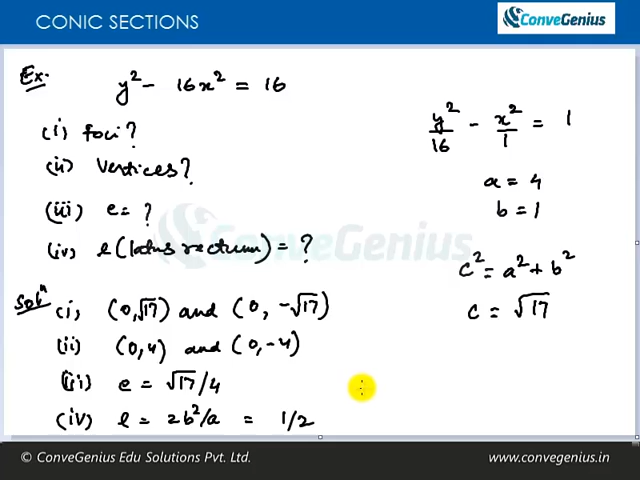 CONIC SECTIONS
ConveGenius
Ex.
y² - 16x² = 16
(i) foci?
(ii) Vertices?
(iii) e = ?
(iv) l (latus rectum) = ?
y²/16 - x²/1 = 1
a = 4
b = 1
c² = a² + b²
c = √17
ConveGenius
Solⁿ
(i) (0,√17) and (0, -√17)
(ii) (0,4) and (0,-4)
(iii) e = √17/4
(iv) l = 2b²/a = 1/2
© ConveGenius Edu Solutions Pvt. Ltd.
www.convegenius.in